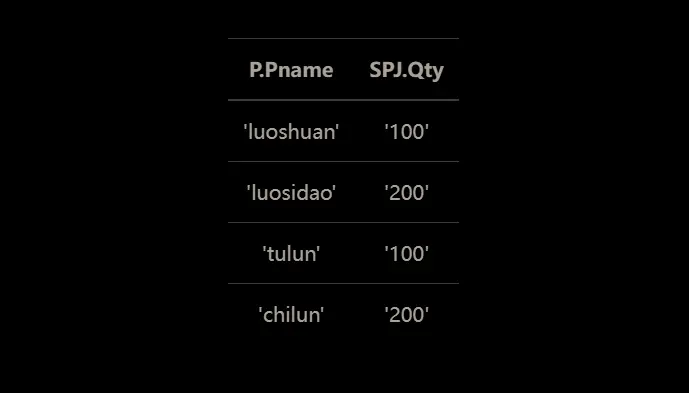 P.Pname SPJ.Qty
'luoshuan' '100'
'luosidao' '200'
'tulun' '100'
'chilun' '200'